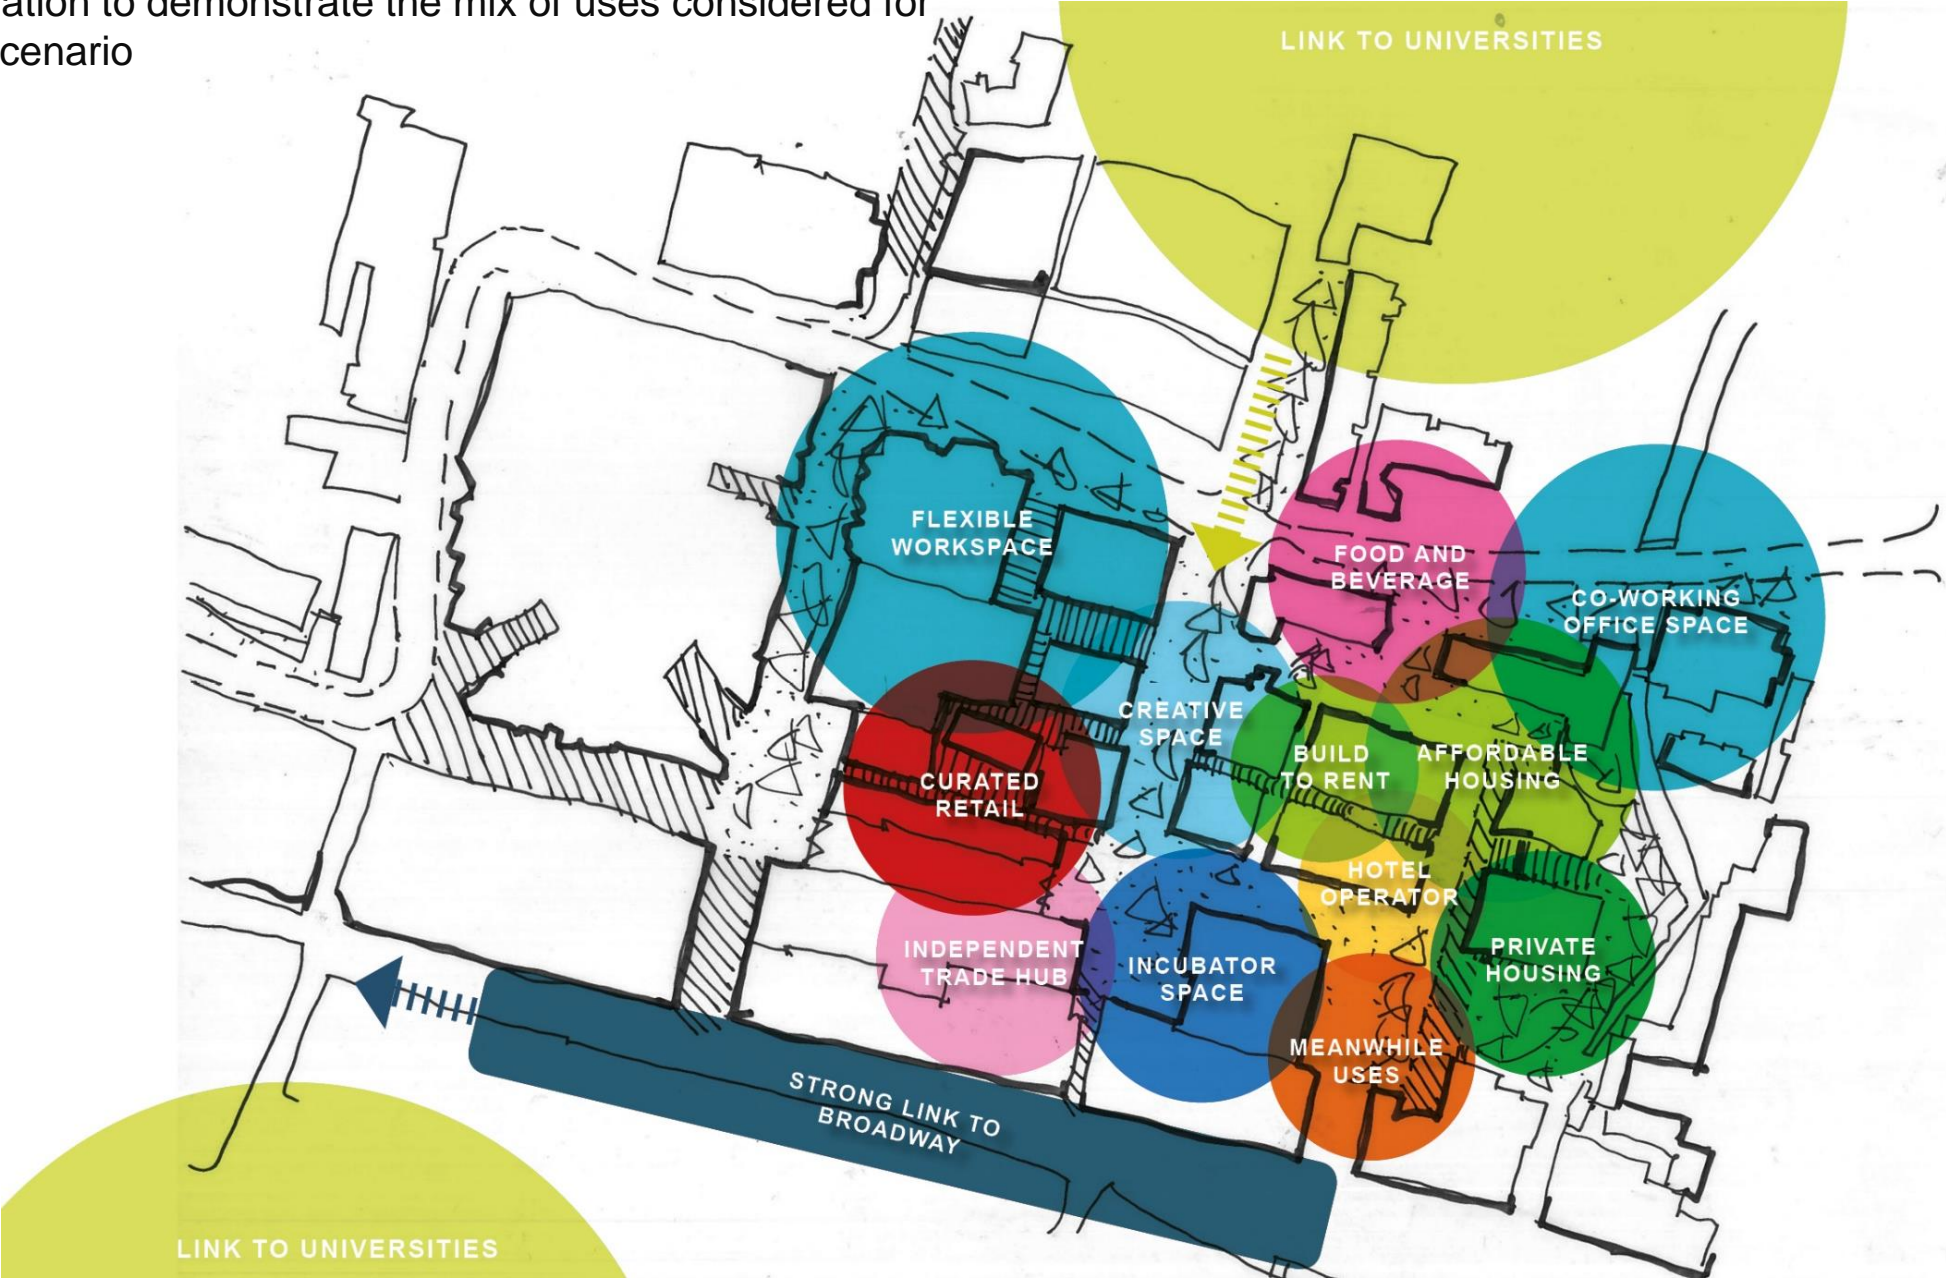 ation to demonstrate the mix of uses considered for
cenario
LINK TO UNIVERSITIES
FLEXIBLE
WORKSPACE
FOOD AND
BEVERAGE
CO-WORKING
OFFICE SPACE
CREATIVE
SPACE
BUILD
TO RENT
AFFORDABLE
HOUSING
CURATED
RETAIL
HOTEL
OPERATOR
INDEPENDENT
TRADE HUB
INCUBATOR
SPACE
PRIVATE
HOUSING
MEANWHILE
USES
STRONG LINK TO
BROADWAY
LINK TO UNIVERSITIES